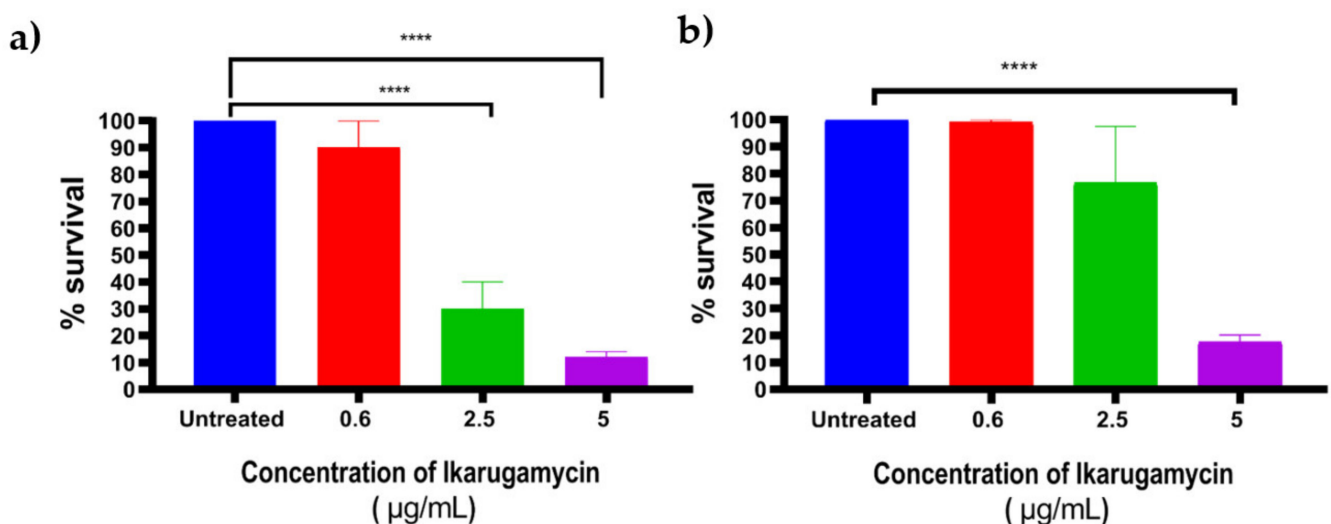 a)
****
****
100
90
80
70
60
50
40
30
20
10
0
% survival
Untreated 0.6 2.5 5
Concentration of Ikarugamycin
( µg/mL)
b)
****
100
90
80
70
60
50
40
30
20
10
0
% survival
Untreated 0.6 2.5 5
Concentration of Ikarugamycin
( µg/mL)